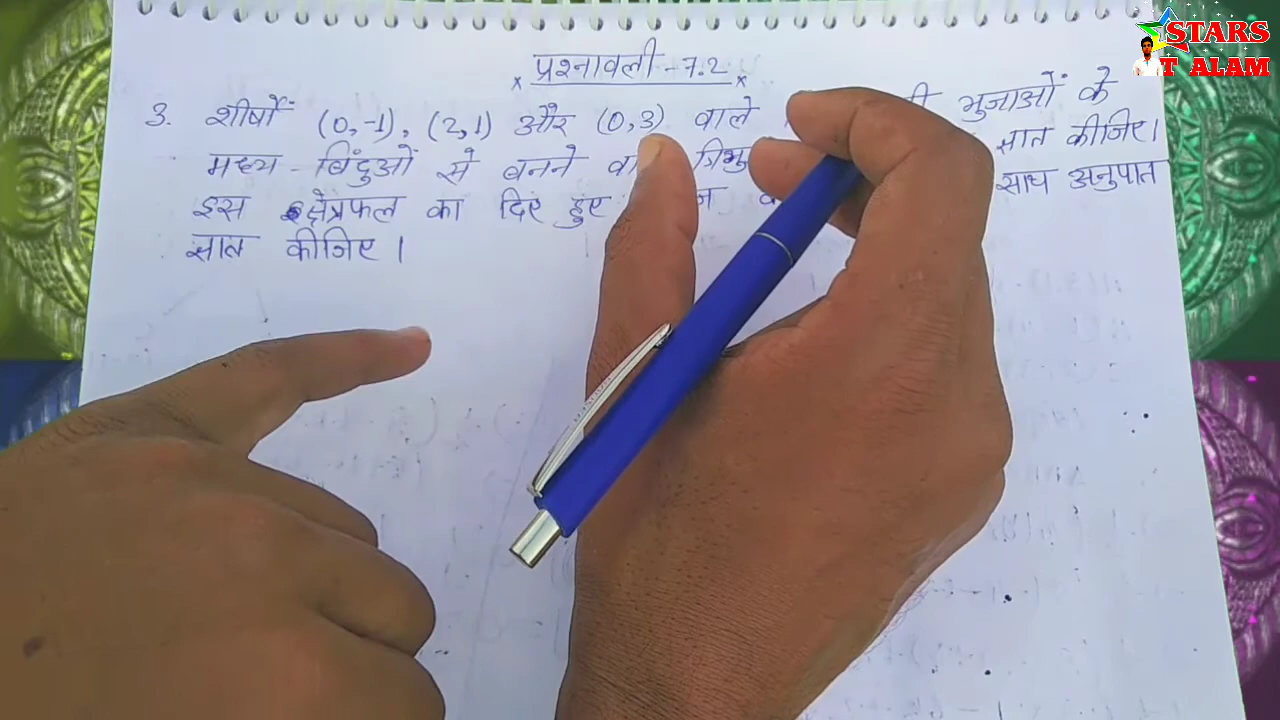 STARS
T ALAM
प्रश्नावली - 7.2
3. शीर्षों (0,-1), (2,1) और (0,3) वाले भुजाओं के
मध्य - बिंदुओं से बनने ज्ञात कीजिए।
इस क्षेत्रफल का दिए हुए साथ अनुपात
ज्ञात कीजिए।